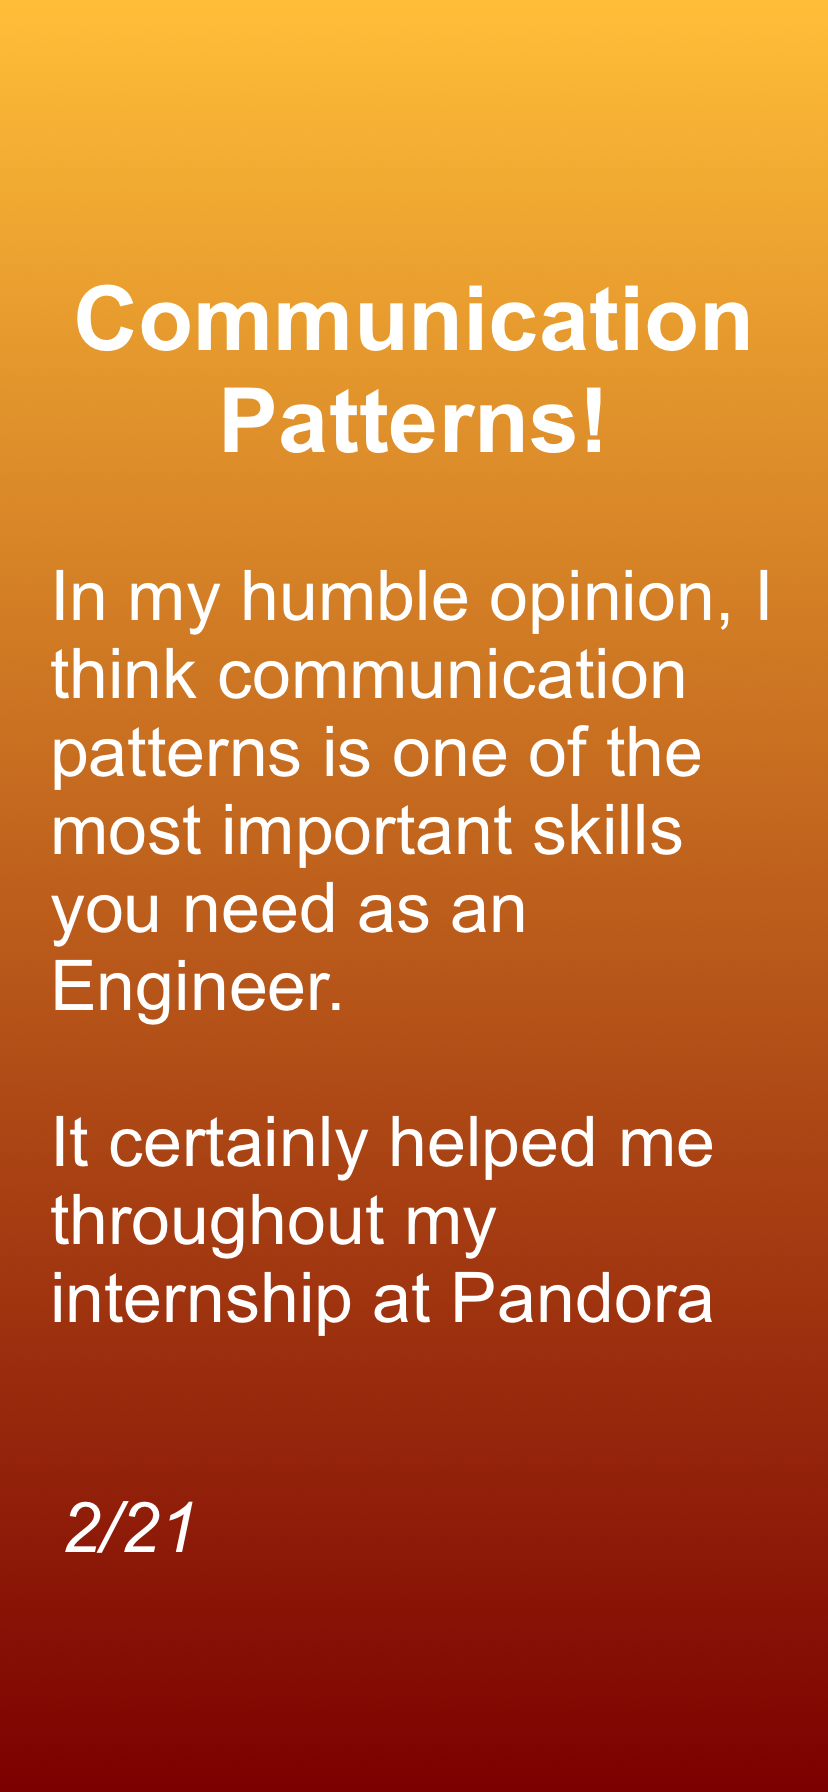 Communication
Patterns!
In my humble opinion, I
think communication
patterns is one of the
most important skills
you need as an
Engineer.
It certainly helped me
throughout my
internship at Pandora
2/21